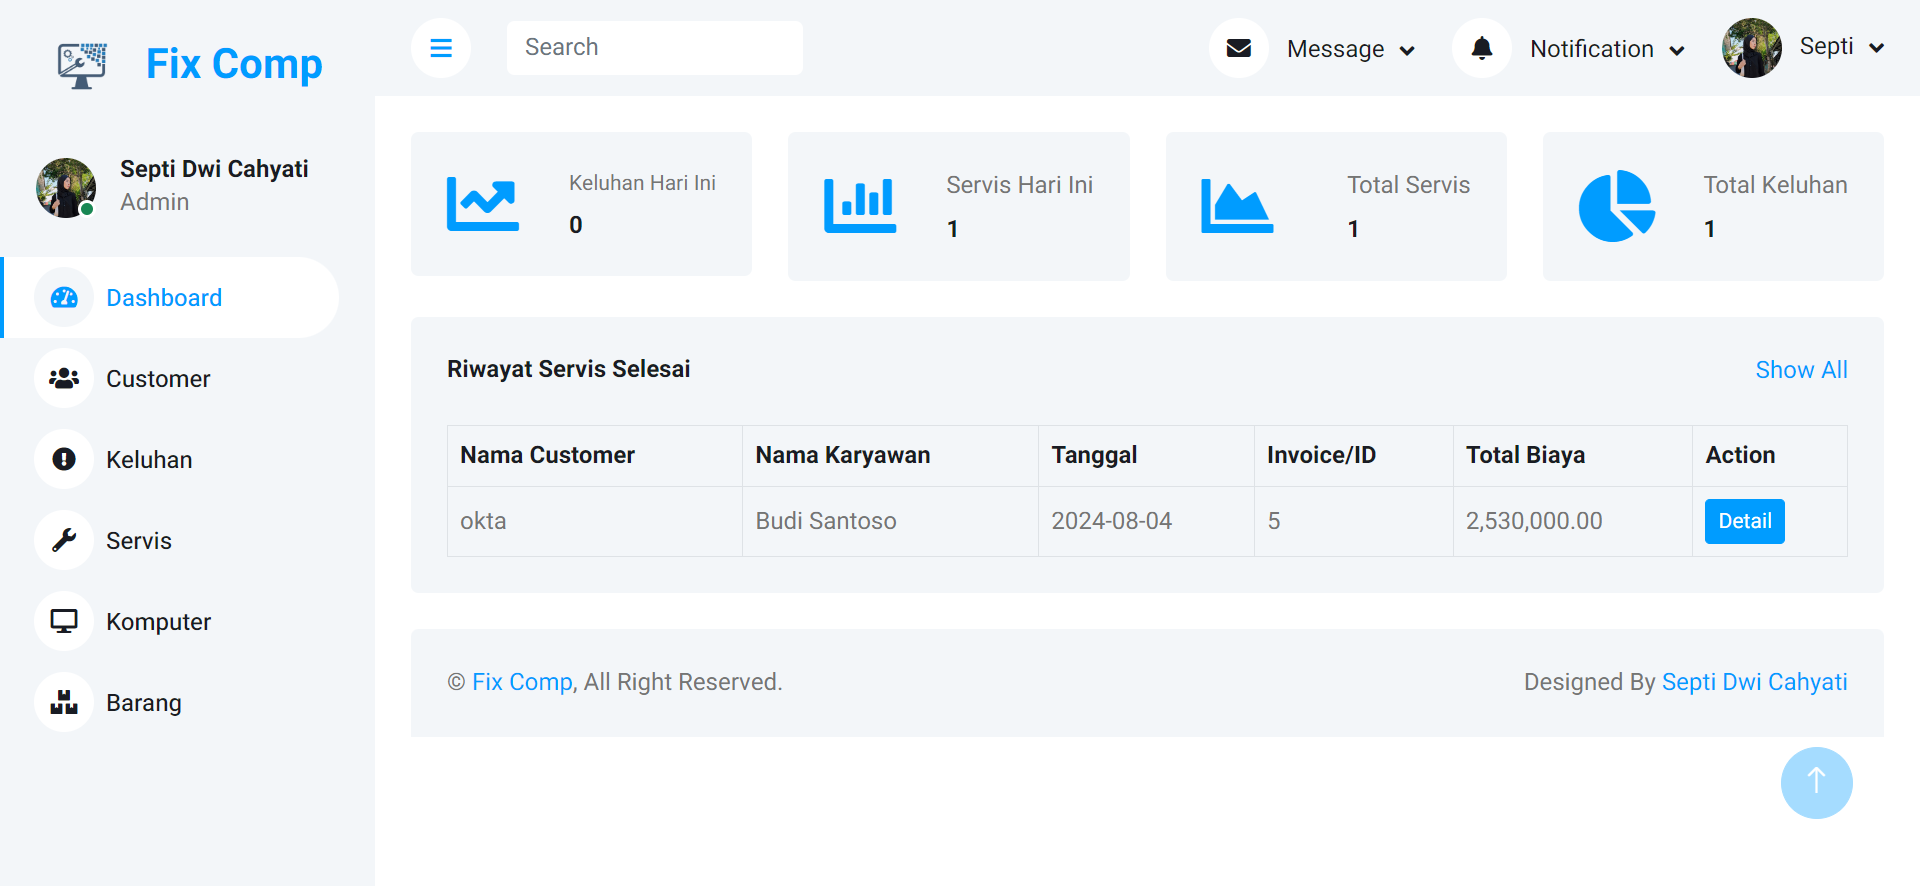 Fix Comp
Search
Message
Notification
Septi
Septi Dwi Cahyati
Admin
Dashboard
Customer
Keluhan
Servis
Komputer
Barang
Keluhan Hari Ini
0
Servis Hari Ini
1
Total Servis
1
Total Keluhan
1
Riwayat Servis Selesai
Show All
Nama Customer Nama Karyawan Tanggal Invoice/ID Total Biaya Action
okta Budi Santoso 2024-08-04 5 2,530,000.00 Detail
© Fix Comp, All Right Reserved.
Designed By Septi Dwi Cahyati